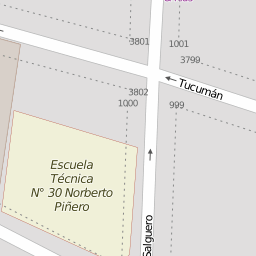 3801
1001
3799
Tucumán
3802
1000
999
Escuela
Técnica
N° 30 Norberto
Piñero
Salguero